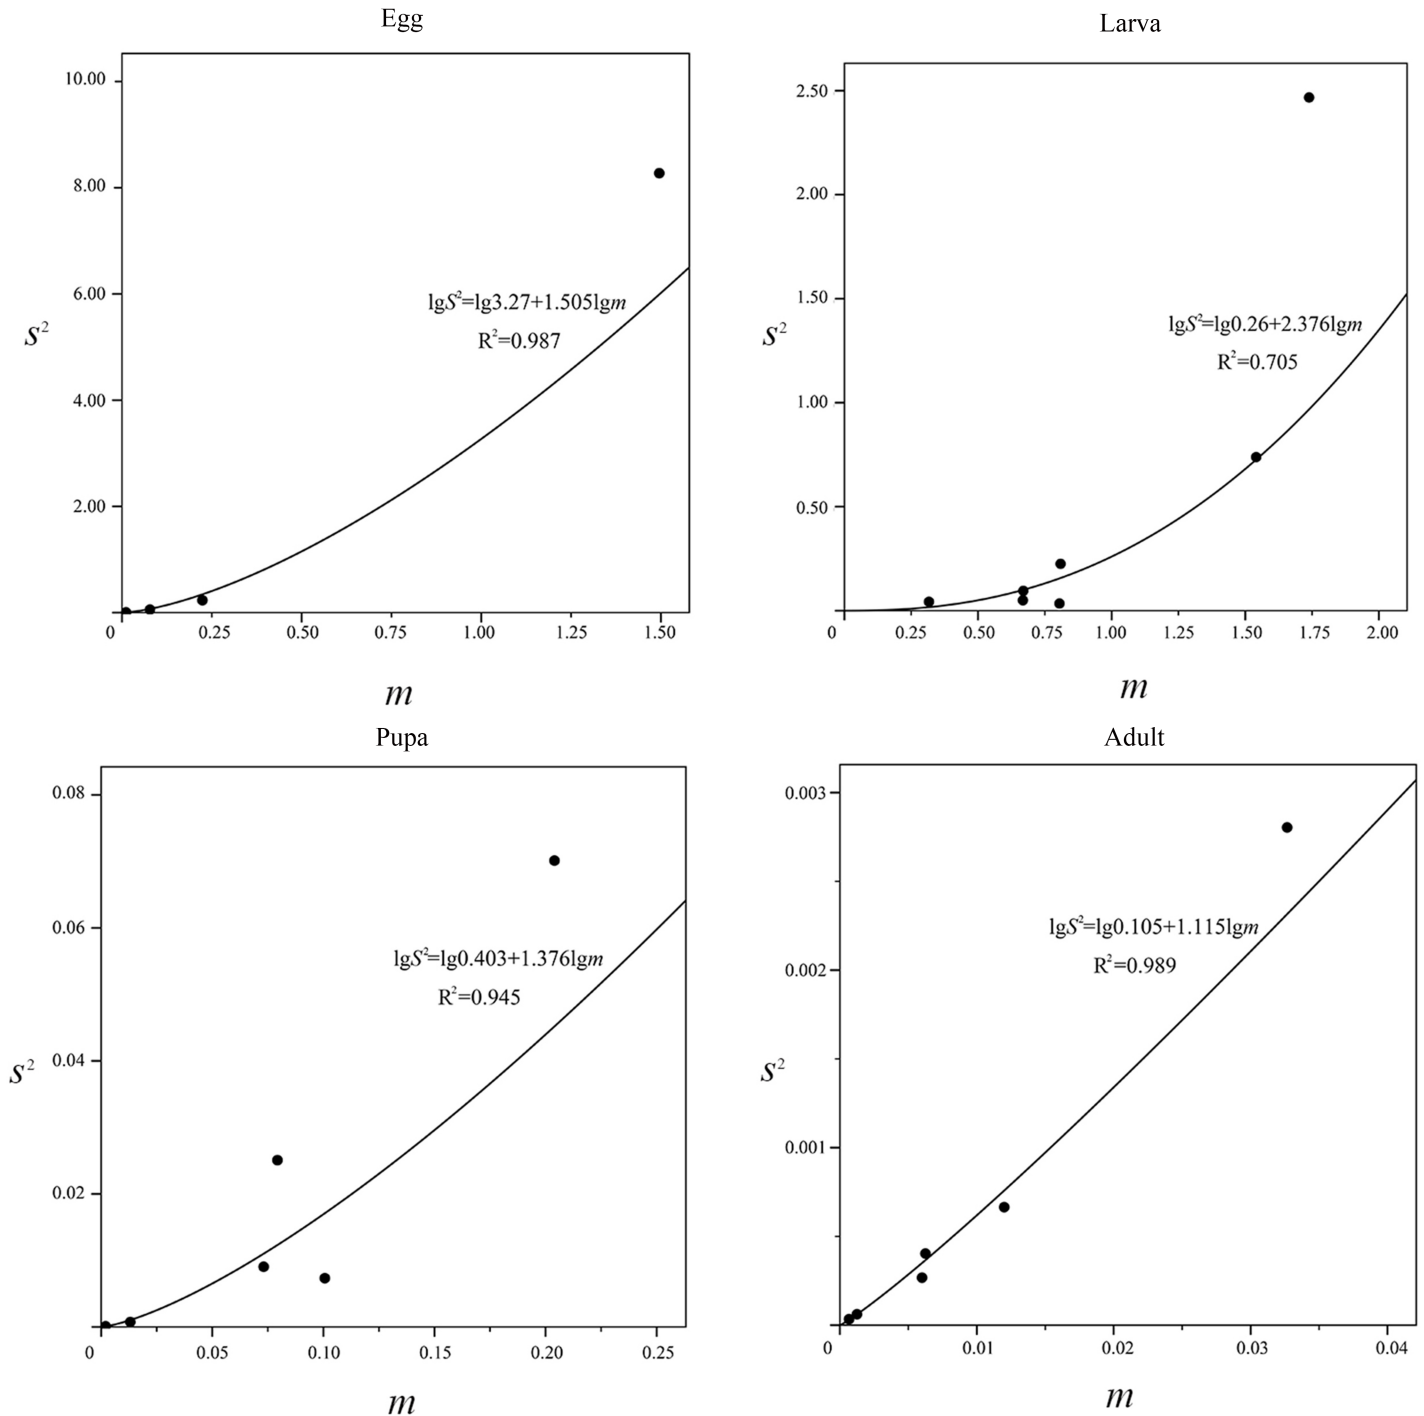 Egg
10.00
8.00
6.00
4.00
2.00
S²
lgS²=lg3.27+1.505lgm
R²=0.987
0 0.25 0.50 0.75 1.00 1.25 1.50
m
Larva
2.50
2.00
1.50
1.00
0.50
S²
lgS²=lg0.26+2.376lgm
R²=0.705
0 0.25 0.50 0.75 1.00 1.25 1.50 1.75 2.00
m
Pupa
0.08
0.06
0.04
0.02
S²
lgS²=lg0.403+1.376lgm
R²=0.945
0 0.05 0.10 0.15 0.20 0.25
m
Adult
0.003
0.002
0.001
S²
lgS²=lg0.105+1.115lgm
R²=0.989
0 0.01 0.02 0.03 0.04
m